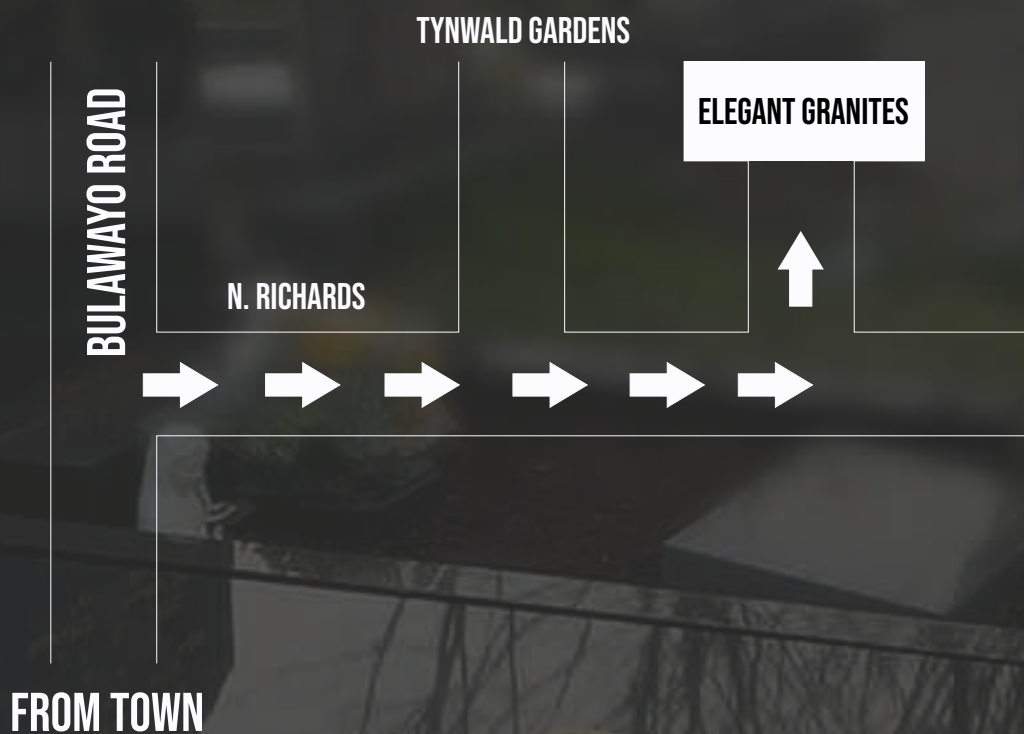 TYNWALD GARDENS
ELEGANT GRANITES
BULAWAYO ROAD
N. RICHARDS
FROM TOWN